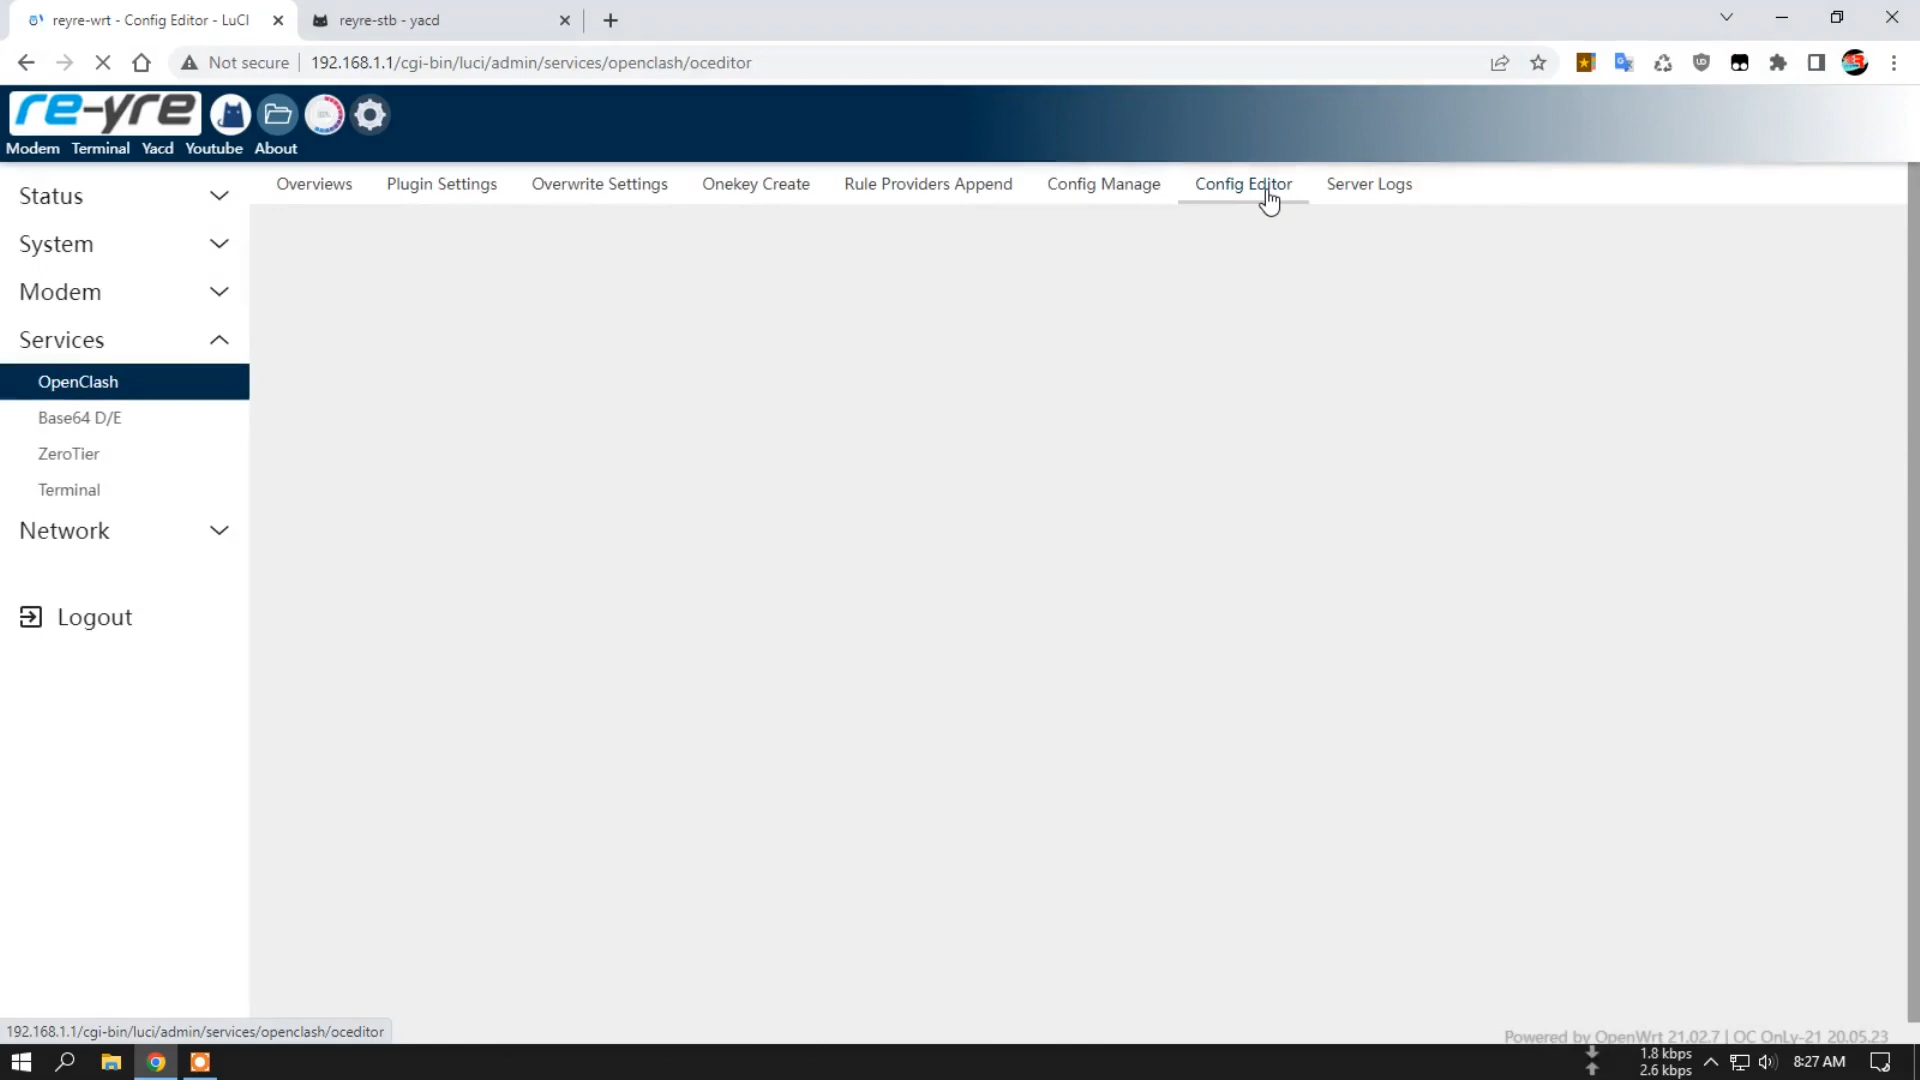 reyre-wrt - Config Editor - LuCI
reyre-stb - yacd
Not secure
192.168.1.1/cgi-bin/luci/admin/services/openclash/oceditor
re-yre
Modem Terminal Yacd Youtube About
Overviews Plugin Settings Overwrite Settings Onekey Create Rule Providers Append Config Manage Config Editor Server Logs
Status
System
Modem
Services
OpenClash
Base64 D/E
ZeroTier
Terminal
Network
Logout
192.168.1.1/cgi-bin/luci/admin/services/openclash/oceditor
Powered by OpenWrt 21.02.7 | OC OnLy-21 20.05.23
1.8 kbps
2.6 kbps
8:27 AM